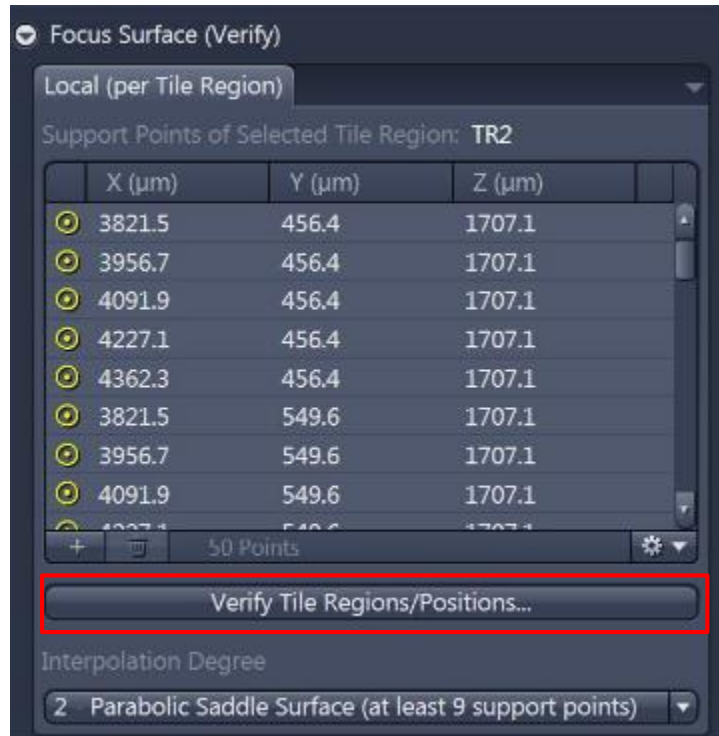 Focus Surface (Verify)
Local (per Tile Region)
Support Points of Selected Tile Region: TR2
X (µm) Y (µm) Z (µm)
3821.5 456.4 1707.1
3956.7 456.4 1707.1
4091.9 456.4 1707.1
4227.1 456.4 1707.1
4362.3 456.4 1707.1
3821.5 549.6 1707.1
3956.7 549.6 1707.1
4091.9 549.6 1707.1
+ 50 Points
Verify Tile Regions/Positions...
Interpolation Degree
2 Parabolic Saddle Surface (at least 9 support points)